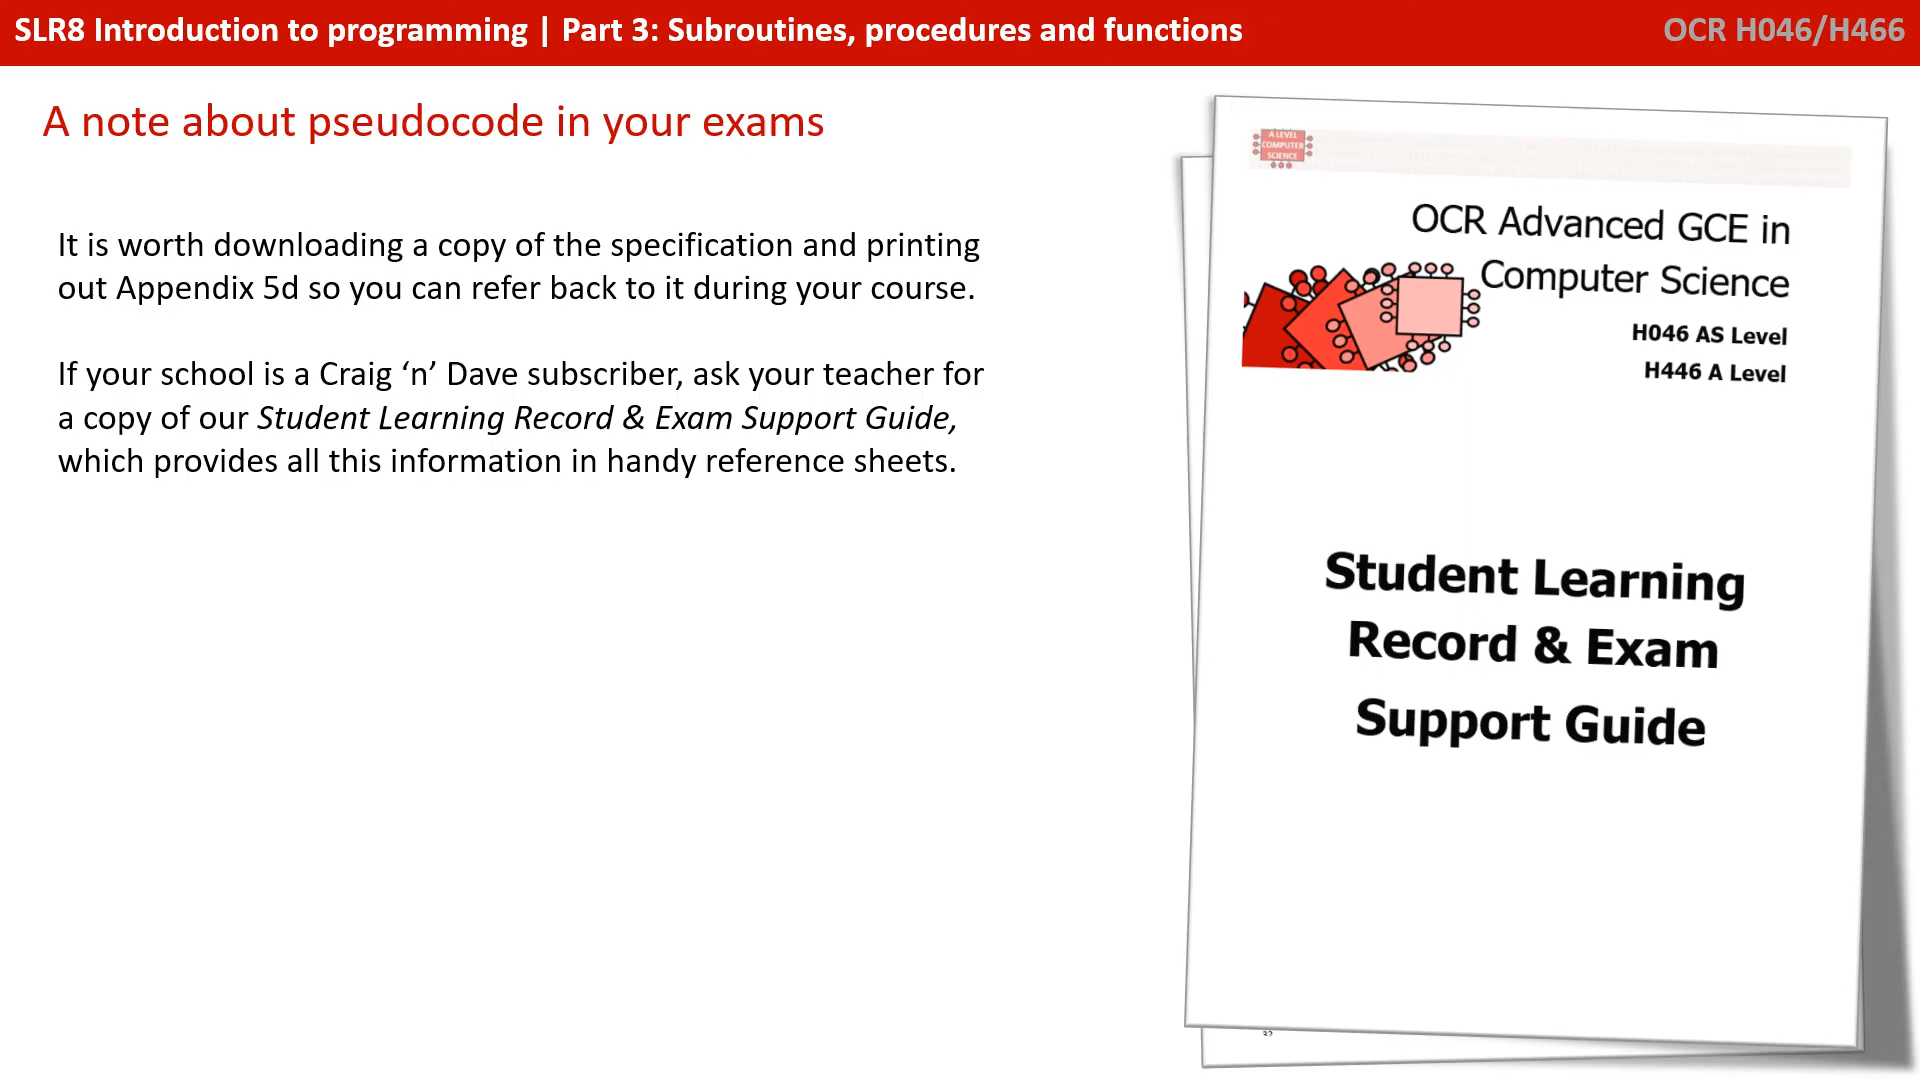 SLR8 Introduction to programming | Part 3: Subroutines, procedures and functions
OCR H046/H466
A note about pseudocode in your exams
It is worth downloading a copy of the specification and printing
out Appendix 5d so you can refer back to it during your course.
If your school is a Craig ‘n’ Dave subscriber, ask your teacher for
a copy of our Student Learning Record & Exam Support Guide,
which provides all this information in handy reference sheets.
A LEVEL
COMPUTER
SCIENCE
OCR Advanced GCE in
Computer Science
H046 AS Level
H446 A Level
Student Learning
Record & Exam
Support Guide